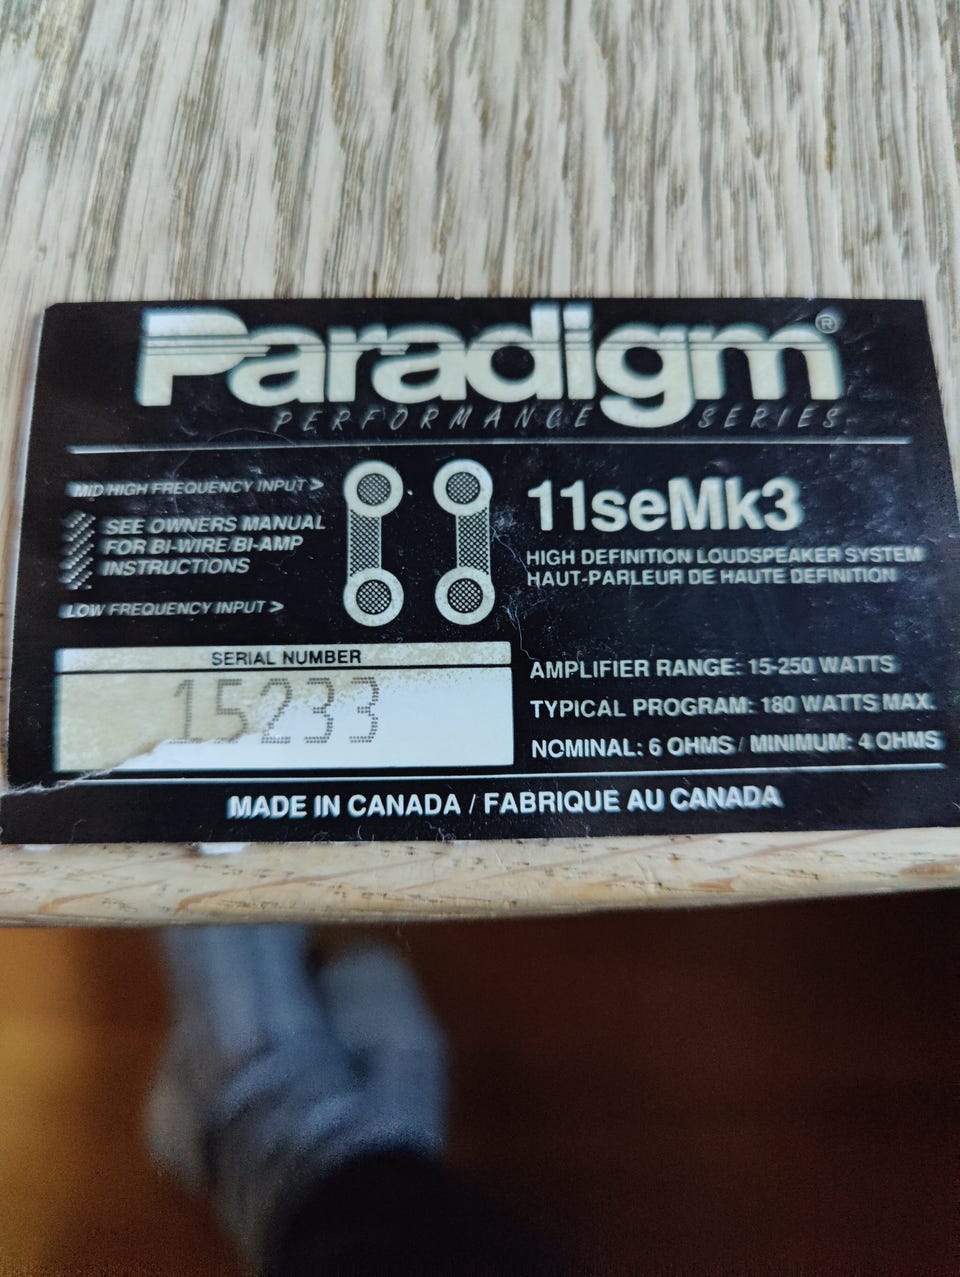 Paradigm®
PERFORMANCE SERIES
MID/HIGH FREQUENCY INPUT >
SEE OWNERS MANUAL
FOR BI-WIRE/BI-AMP
INSTRUCTIONS
LOW FREQUENCY INPUT >
11seMk3
HIGH DEFINITION LOUDSPEAKER SYSTEM
HAUT-PARLEUR DE HAUTE DEFINITION
SERIAL NUMBER
15233
AMPLIFIER RANGE: 15-250 WATTS
TYPICAL PROGRAM: 180 WATTS MAX.
NOMINAL: 6 OHMS / MINIMUM: 4 OHMS
MADE IN CANADA / FABRIQUE AU CANADA